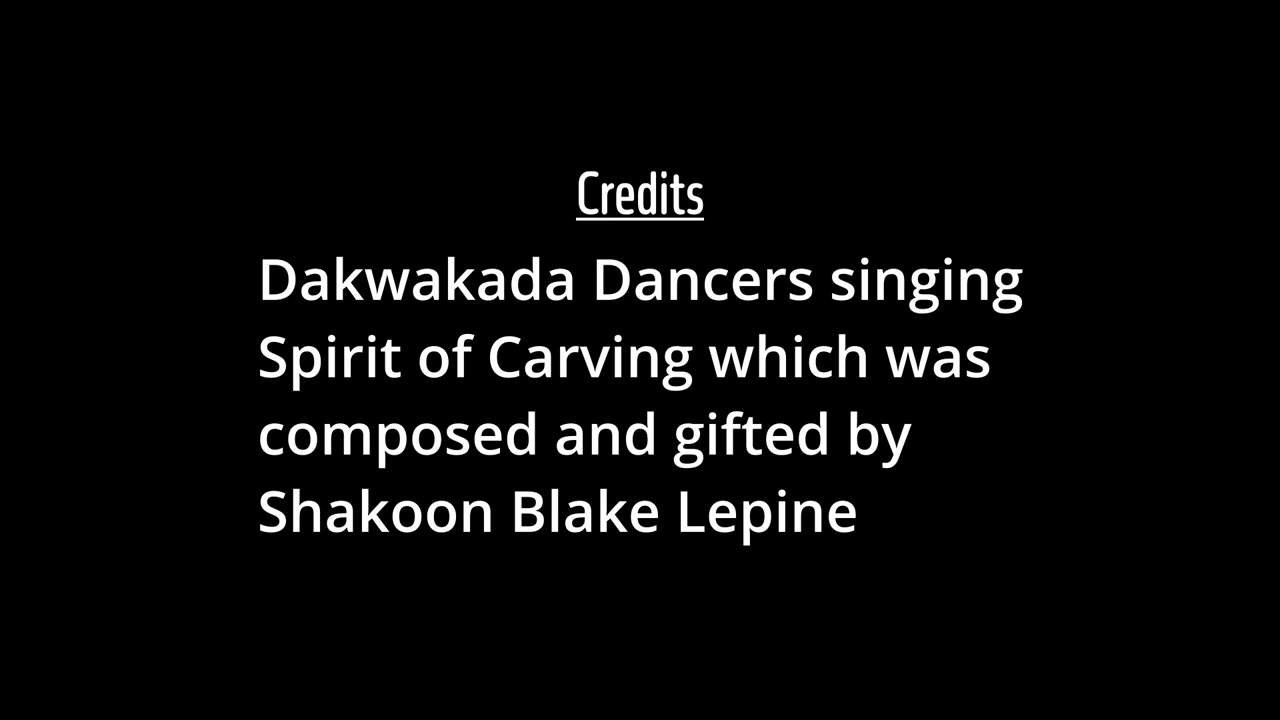 Credits
Dakwakada Dancers singing
Spirit of Carving which was
composed and gifted by
Shakoon Blake Lepine